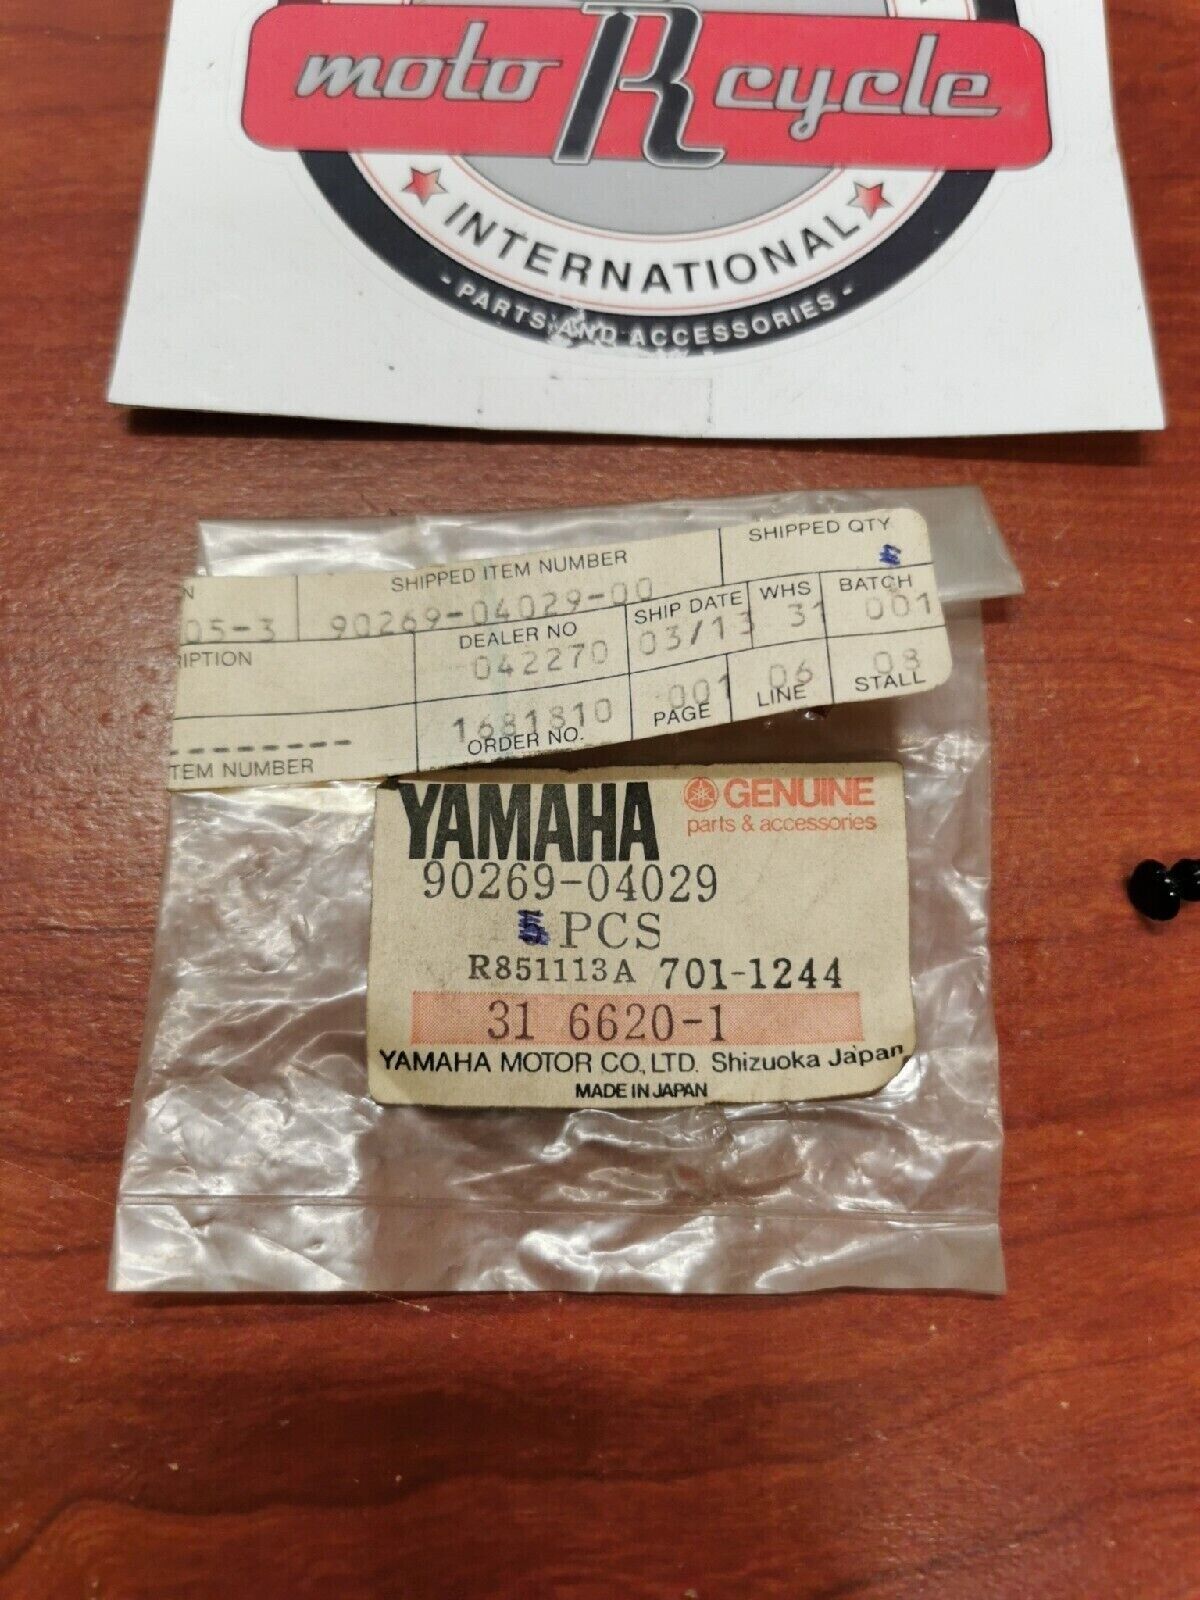 moto R cycle
INTERNATIONAL
- PARTS AND ACCESSORIES -
N SHIPPED ITEM NUMBER SHIPPED QTY
05-3 90269-04029-00
RIPTION DEALER NO SHIP DATE WHS BATCH
042270 03/13 31 001
1681810 001 06 08
ORDER NO. PAGE LINE STALL
TEM NUMBER
YAMAHA GENUINE
parts & accessories
90269-04029
5 PCS
R851113A 701-1244
31 6620-1
YAMAHA MOTOR CO., LTD. Shizuoka Japan
MADE IN JAPAN